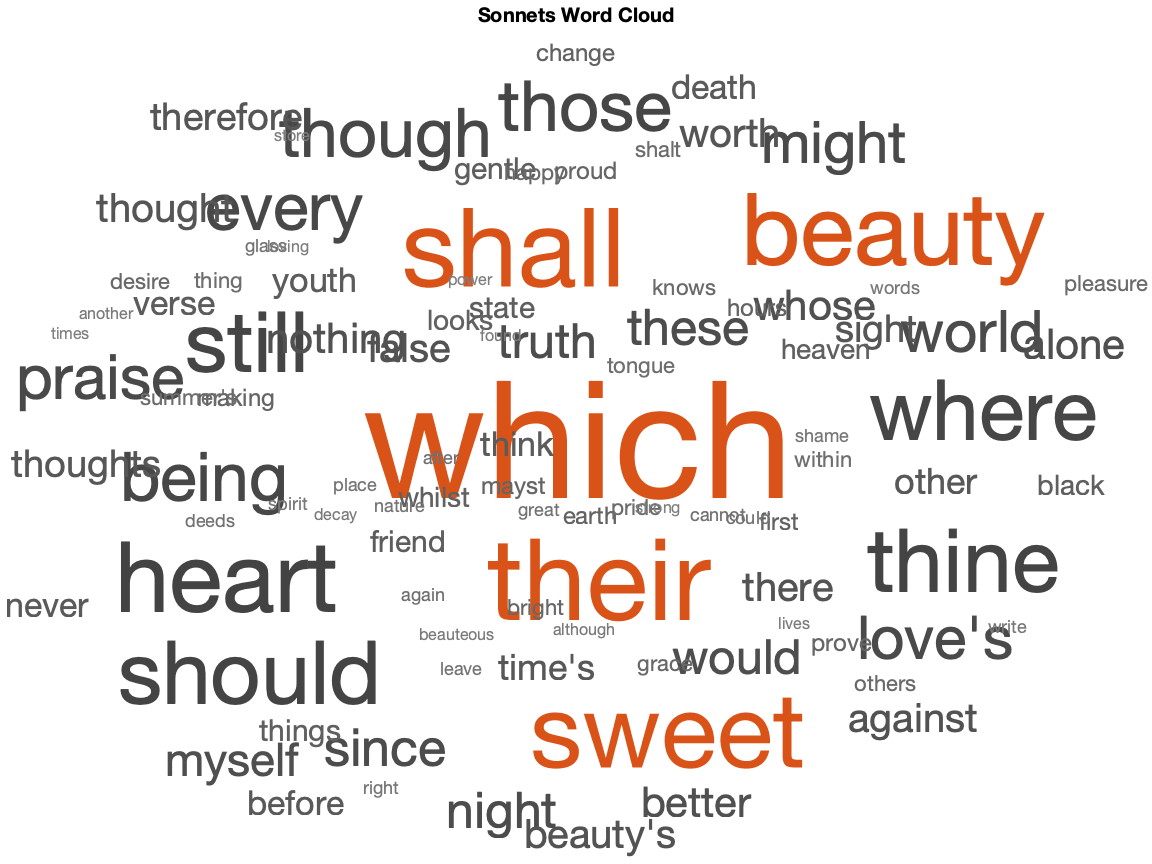 Sonnets Word Cloud
change
those
death
therefore
though
store
worth
might
shalt
gentle
happy
proud
thought
every
shall
beauty
glass
loving
desire
thing
youth
power
knows
words
pleasure
another
verse
state
hours
whose
times
still
nothing
looks
found
false
truth
these
sight
world
alone
heaven
tongue
praise
summer's
making
which
where
think
shame
after
within
thoughts
being
place
whilst
mayst
other
black
spirit
nature
great
pride
strong
deeds
decay
earth
cannot
could
first
friend
heart
their
thine
there
again
never
bright
beauteous
although
lives
love's
write
should
leave
time's
grace
would
prove
others
things
sweet
against
myself
since
right
before
night
better
beauty's